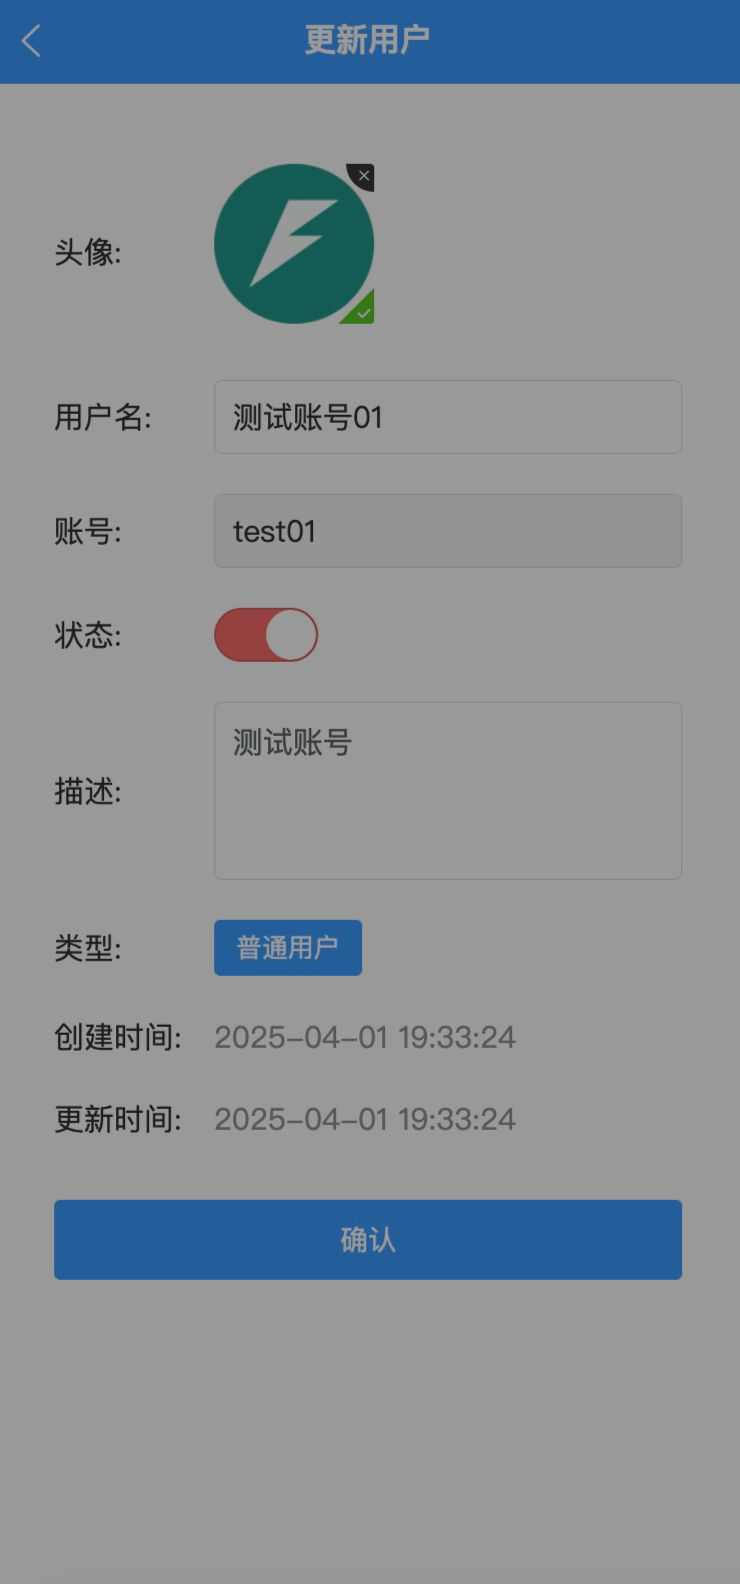 更新用户
头像:
用户名: 测试账号01
账号: test01
状态:
描述: 测试账号
类型: 普通用户
创建时间: 2025-04-01 19:33:24
更新时间: 2025-04-01 19:33:24
确认